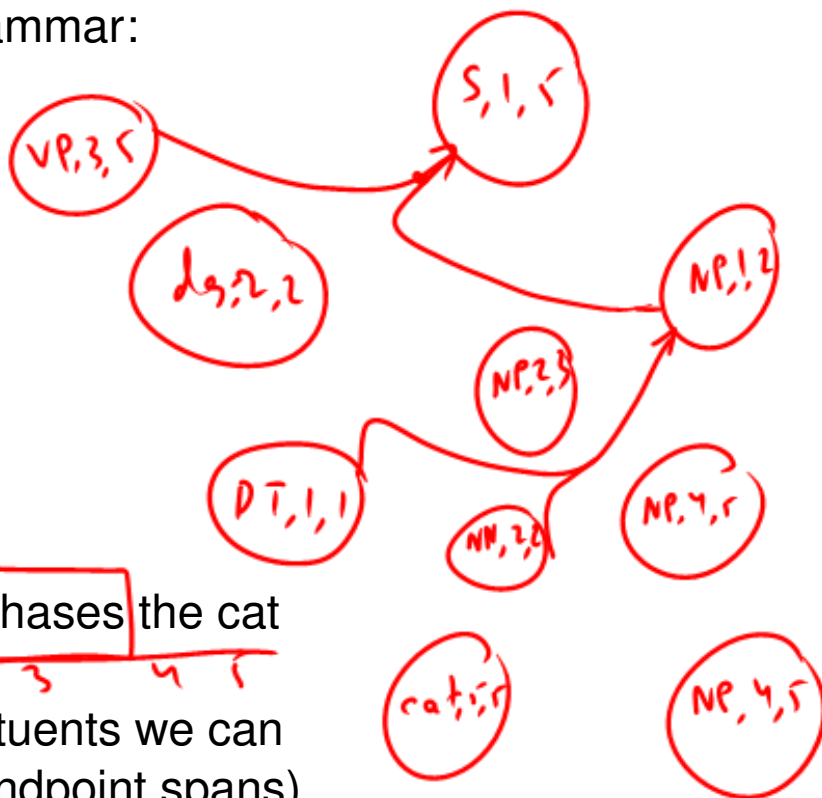 ammar:
S, 1, 5
VP, 3, 5
NP, 1, 2
dog, 2, 2
NP, 2, 3
DT, 1, 1
NN, 2, 2
NP, 4, 5
hases the cat
3 4 5
cat, 5, 5
NP, 4, 5
tuents we can
ndpoint spans)